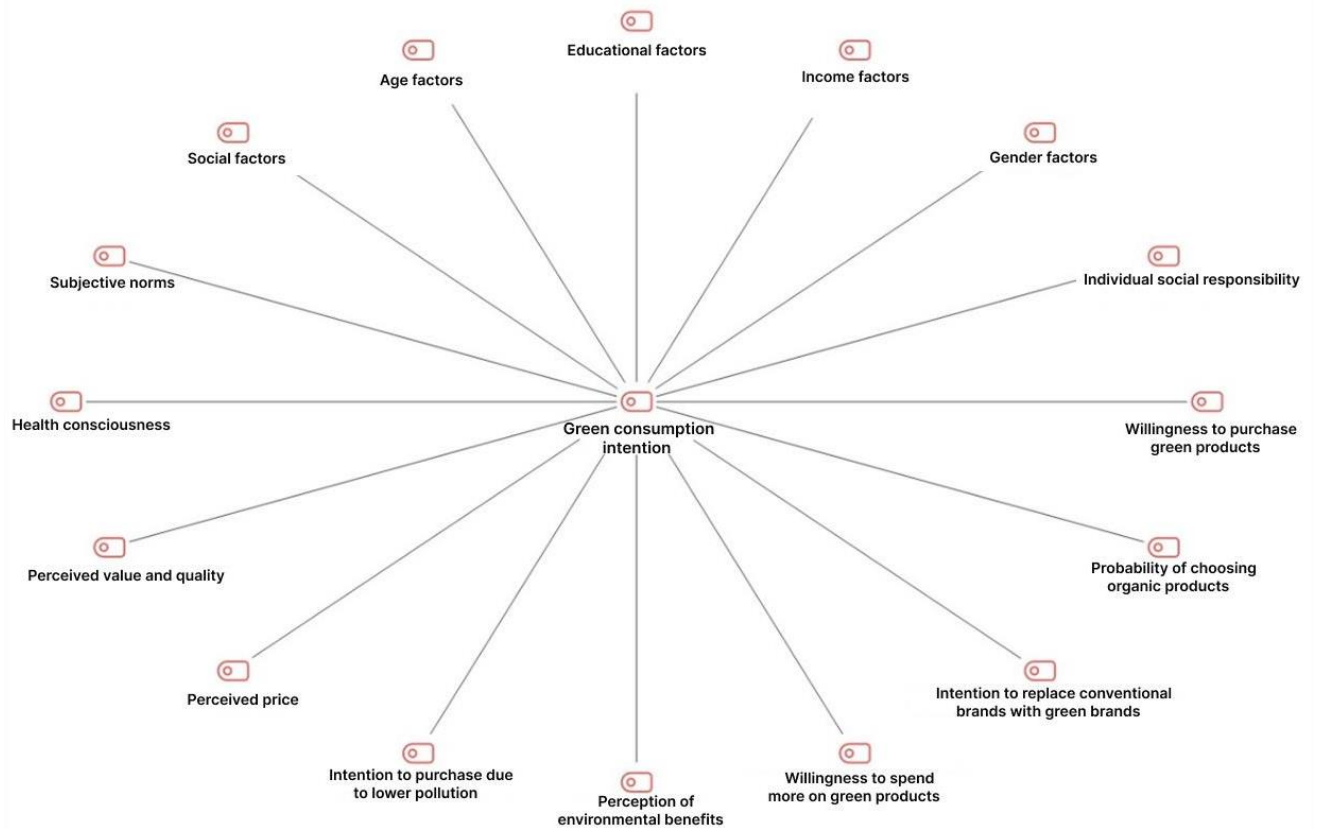 Educational factors
Age factors
Income factors
Social factors
Gender factors
Subjective norms
Individual social responsibility
Health consciousness
Green consumption
intention
Willingness to purchase
green products
Perceived value and quality
Probability of choosing
organic products
Perceived price
Intention to replace conventional
brands with green brands
Intention to purchase due
to lower pollution
Perception of
environmental benefits
Willingness to spend
more on green products